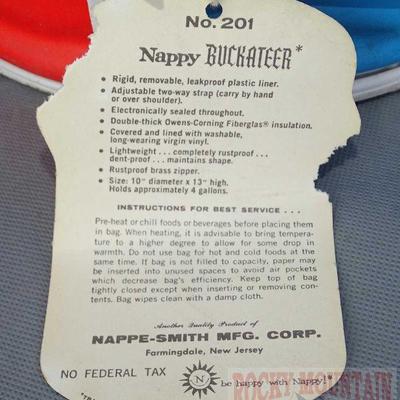 No. 201
Nappy BUCKATEER*
• Rigid, removable, leakproof plastic liner.
• Adjustable two-way strap (carry by hand
or over shoulder).
• Electronically sealed throughout.
• Double-thick Owens-Corning Fiberglas® insulation.
• Covered and lined with washable,
long-wearing virgin vinyl.
• Lightweight ... completely rustproof ...
dent-proof ... maintains shape.
• Rustproof brass zipper.
• Size: 10" diameter x 13" high.
Holds approximately 4 gallons.
INSTRUCTIONS FOR BEST SERVICE ...
Pre-heat or chill foods or beverages before placing them
in bag. When heating, it is advisable to bring tempera-
ture to a higher degree to allow for some drop in
warmth. Do not use bag for hot and cold foods at the
same time. If bag is not filled to capacity, paper may
be inserted into unused spaces to avoid air pockets
which decrease bag's efficiency. Keep top of bag
tightly closed except when inserting or removing con-
tents. Bag wipes clean with a damp cloth.
Another Quality Product of
NAPPE-SMITH MFG. CORP.
Farmingdale, New Jersey
NO FEDERAL TAX
N
be happy with Nappy!*
ROCKY MOUNTAIN